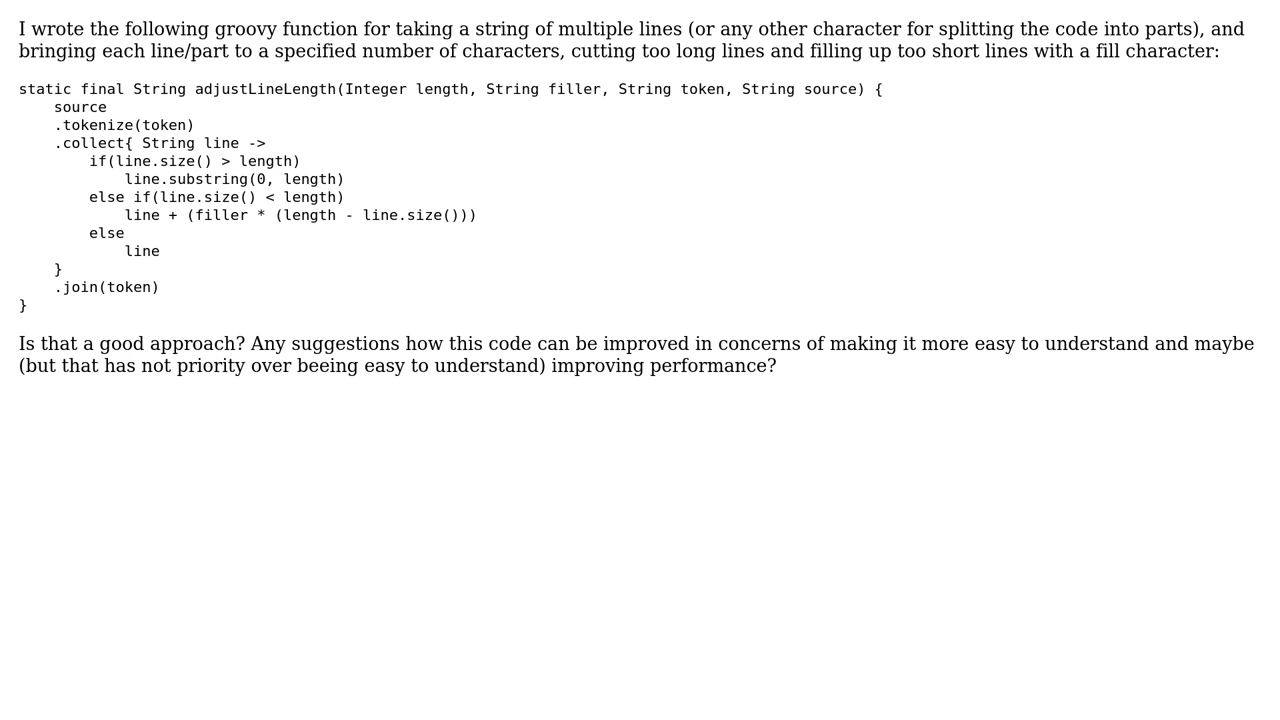 I wrote the following groovy function for taking a string of multiple lines (or any other character for splitting the code into parts), and
bringing each line/part to a specified number of characters, cutting too long lines and filling up too short lines with a fill character:
static final String adjustLineLength(Integer length, String filler, String token, String source) {
    source
    .tokenize(token)
    .collect{ String line ->
        if(line.size() > length)
            line.substring(0, length)
        else if(line.size() < length)
            line + (filler * (length - line.size()))
        else
            line
    }
    .join(token)
}
Is that a good approach? Any suggestions how this code can be improved in concerns of making it more easy to understand and maybe
(but that has not priority over beeing easy to understand) improving performance?